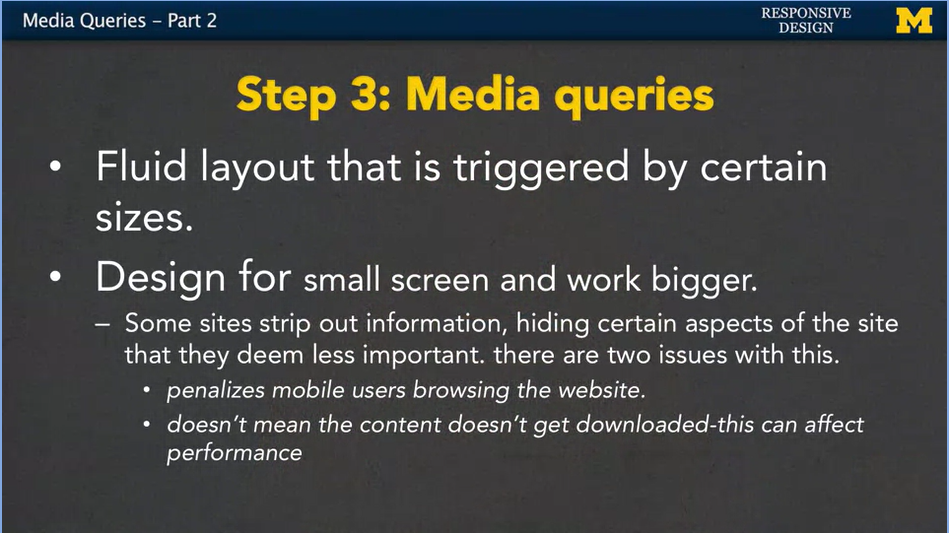 Media Queries – Part 2
RESPONSIVE
DESIGN
M
Step 3: Media queries
• Fluid layout that is triggered by certain
sizes.
• Design for small screen and work bigger.
– Some sites strip out information, hiding certain aspects of the site
that they deem less important. there are two issues with this.
• penalizes mobile users browsing the website.
• doesn’t mean the content doesn’t get downloaded-this can affect
performance